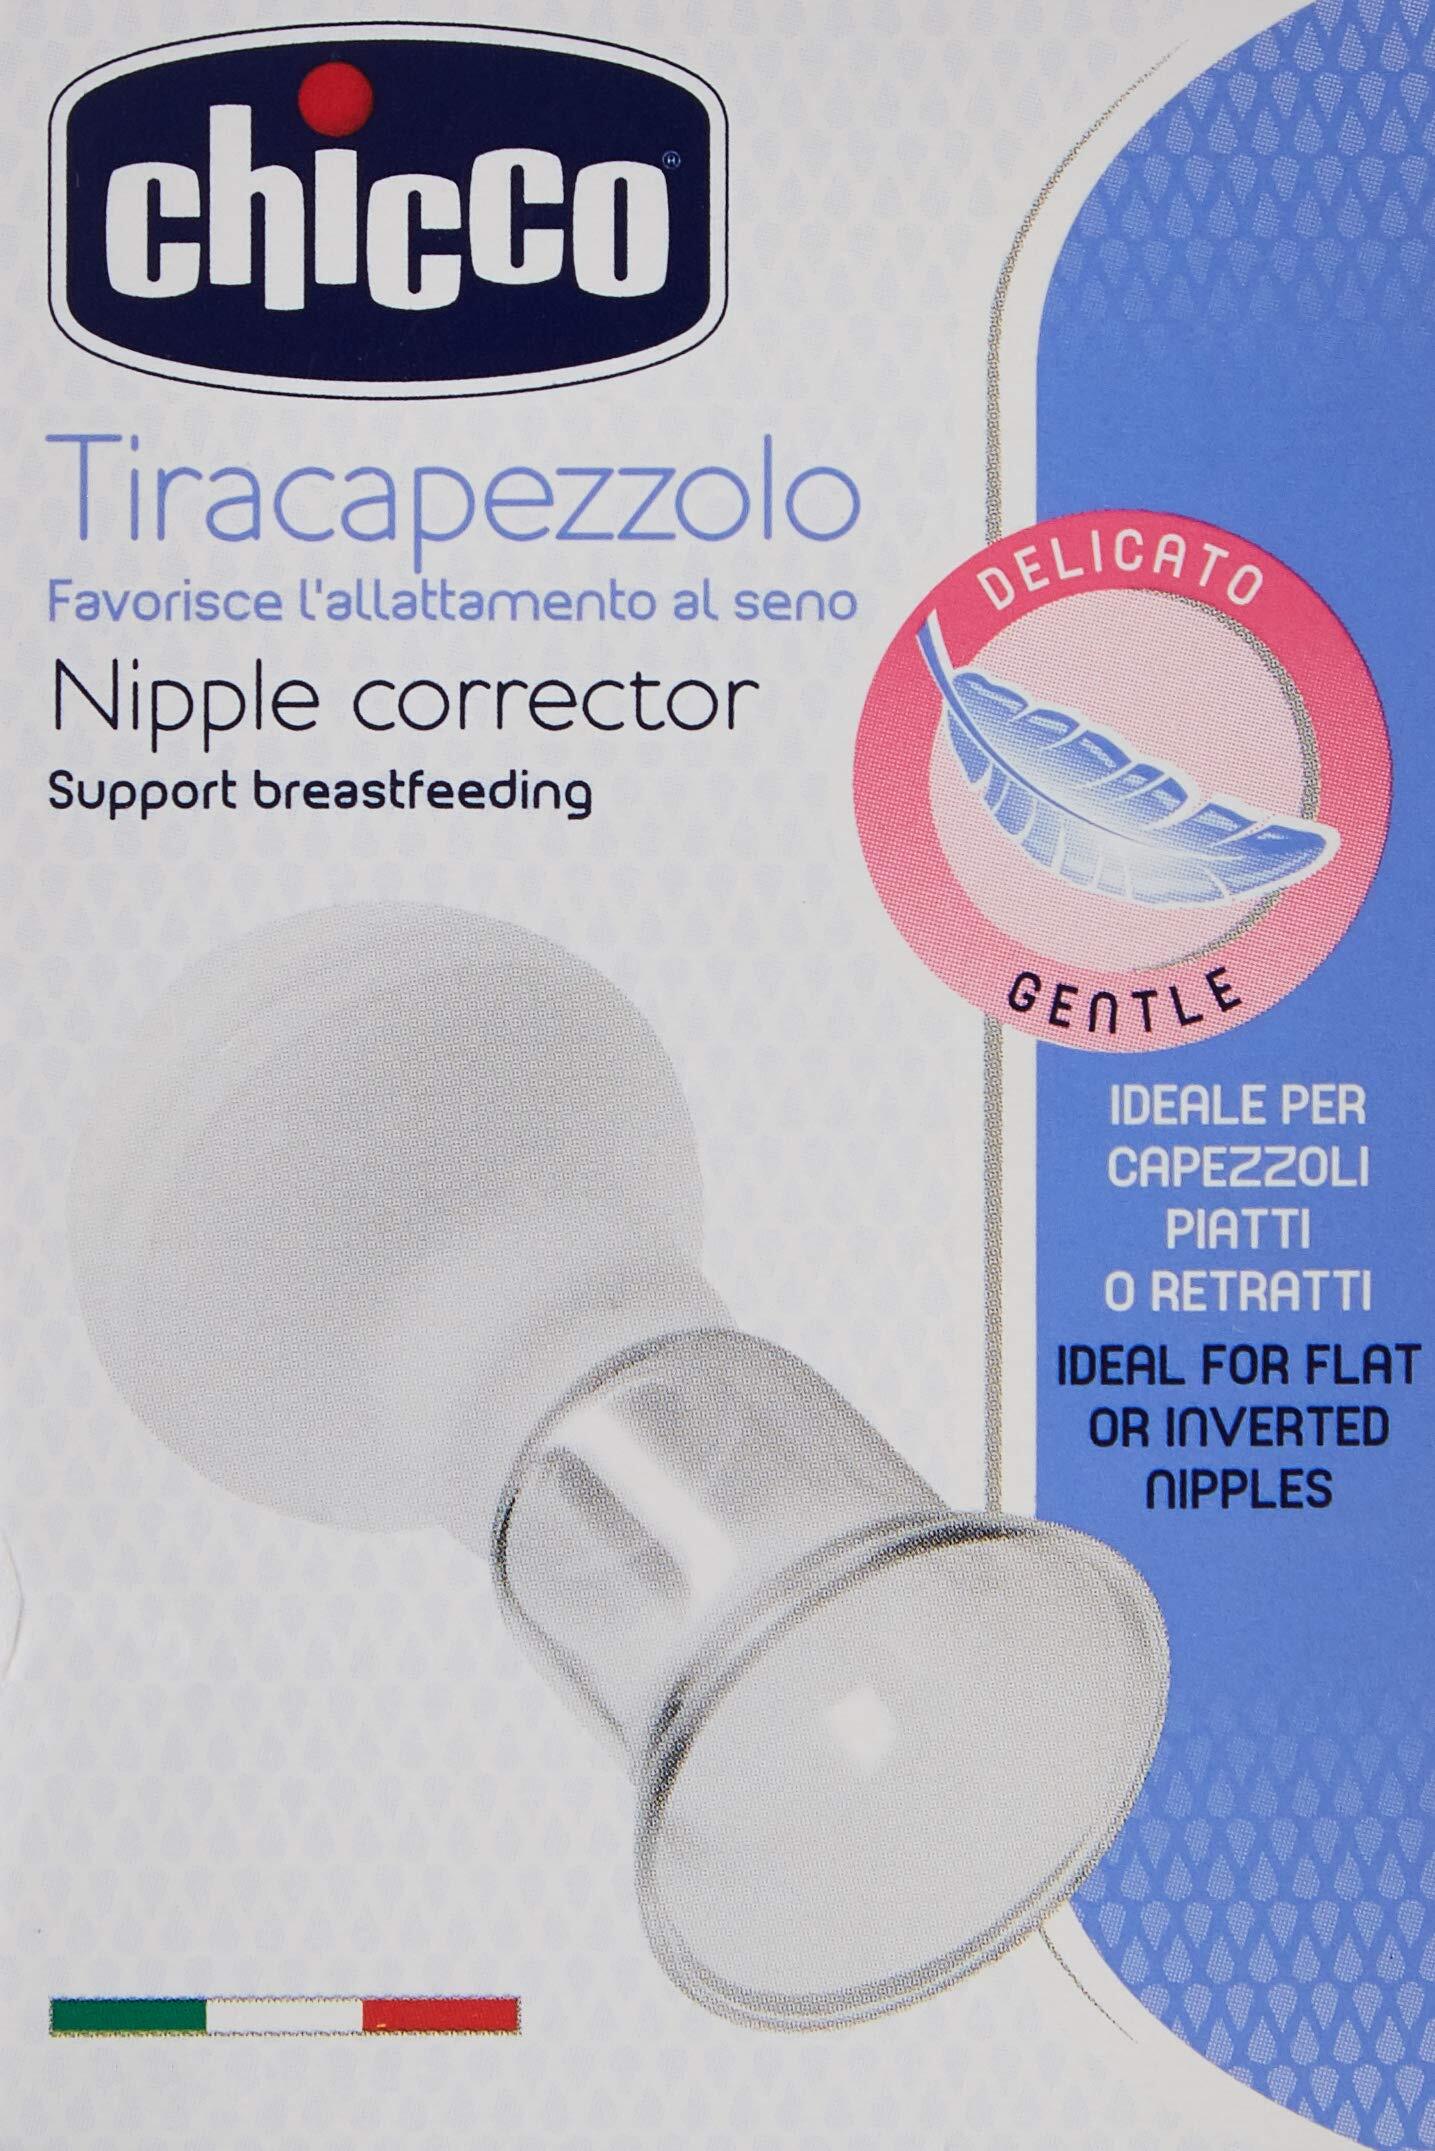 chicco
Tiracapezzolo
Favorisce l'allattamento al seno
Nipple corrector
Support breastfeeding
DELICATO
GENTLE
IDEALE PER
CAPEZZOLI
PIATTI
O RETRATTI
IDEAL FOR FLAT
OR INVERTED
NIPPLES